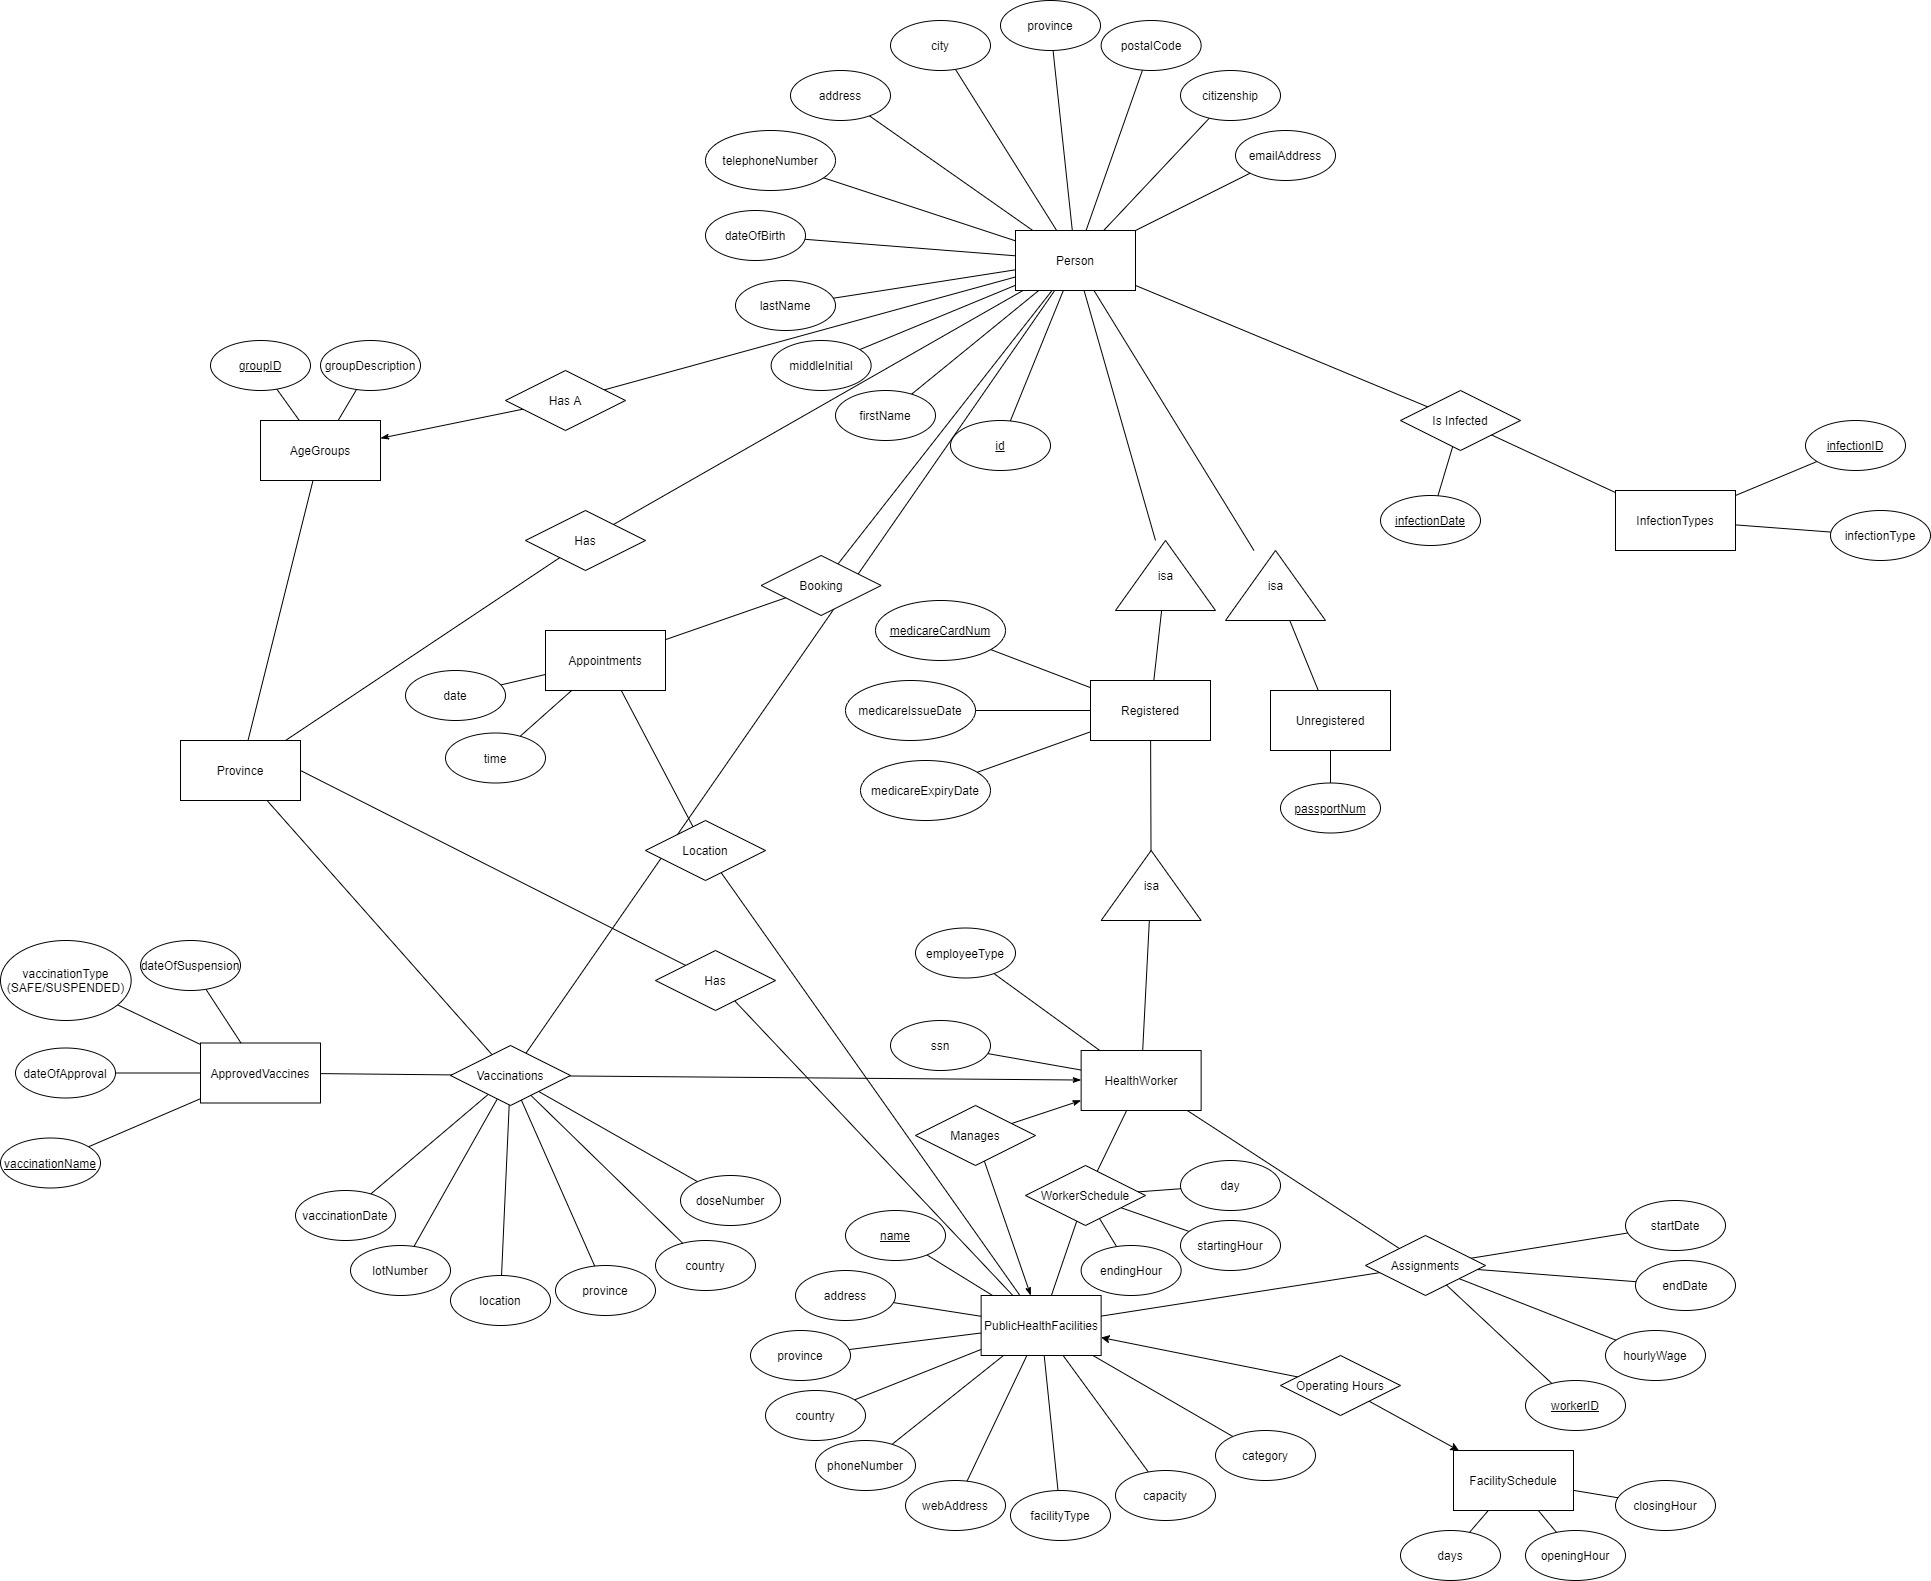 province
city
postalCode
address
citizenship
telephoneNumber
emailAddress
dateOfBirth
Person
lastName
groupID
groupDescription
middleInitial
Has A
firstName
Is Infected
AgeGroups
id
infectionID
infectionDate
InfectionTypes
infectionType
Has
Booking
isa
isa
medicareCardNum
Appointments
date
medicareIssueDate
Registered
Unregistered
time
Province
medicareExpiryDate
passportNum
Location
isa
employeeType
vaccinationType
(SAFE/SUSPENDED)
dateOfSuspension
Has
ssn
dateOfApproval
ApprovedVaccines
Vaccinations
HealthWorker
Manages
vaccinationName
WorkerSchedule
day
doseNumber
vaccinationDate
name
startDate
startingHour
lotNumber
country
endingHour
Assignments
province
location
endDate
address
PublicHealthFacilities
province
hourlyWage
Operating Hours
workerID
country
category
phoneNumber
capacity
FacilitySchedule
webAddress
facilityType
closingHour
days
openingHour